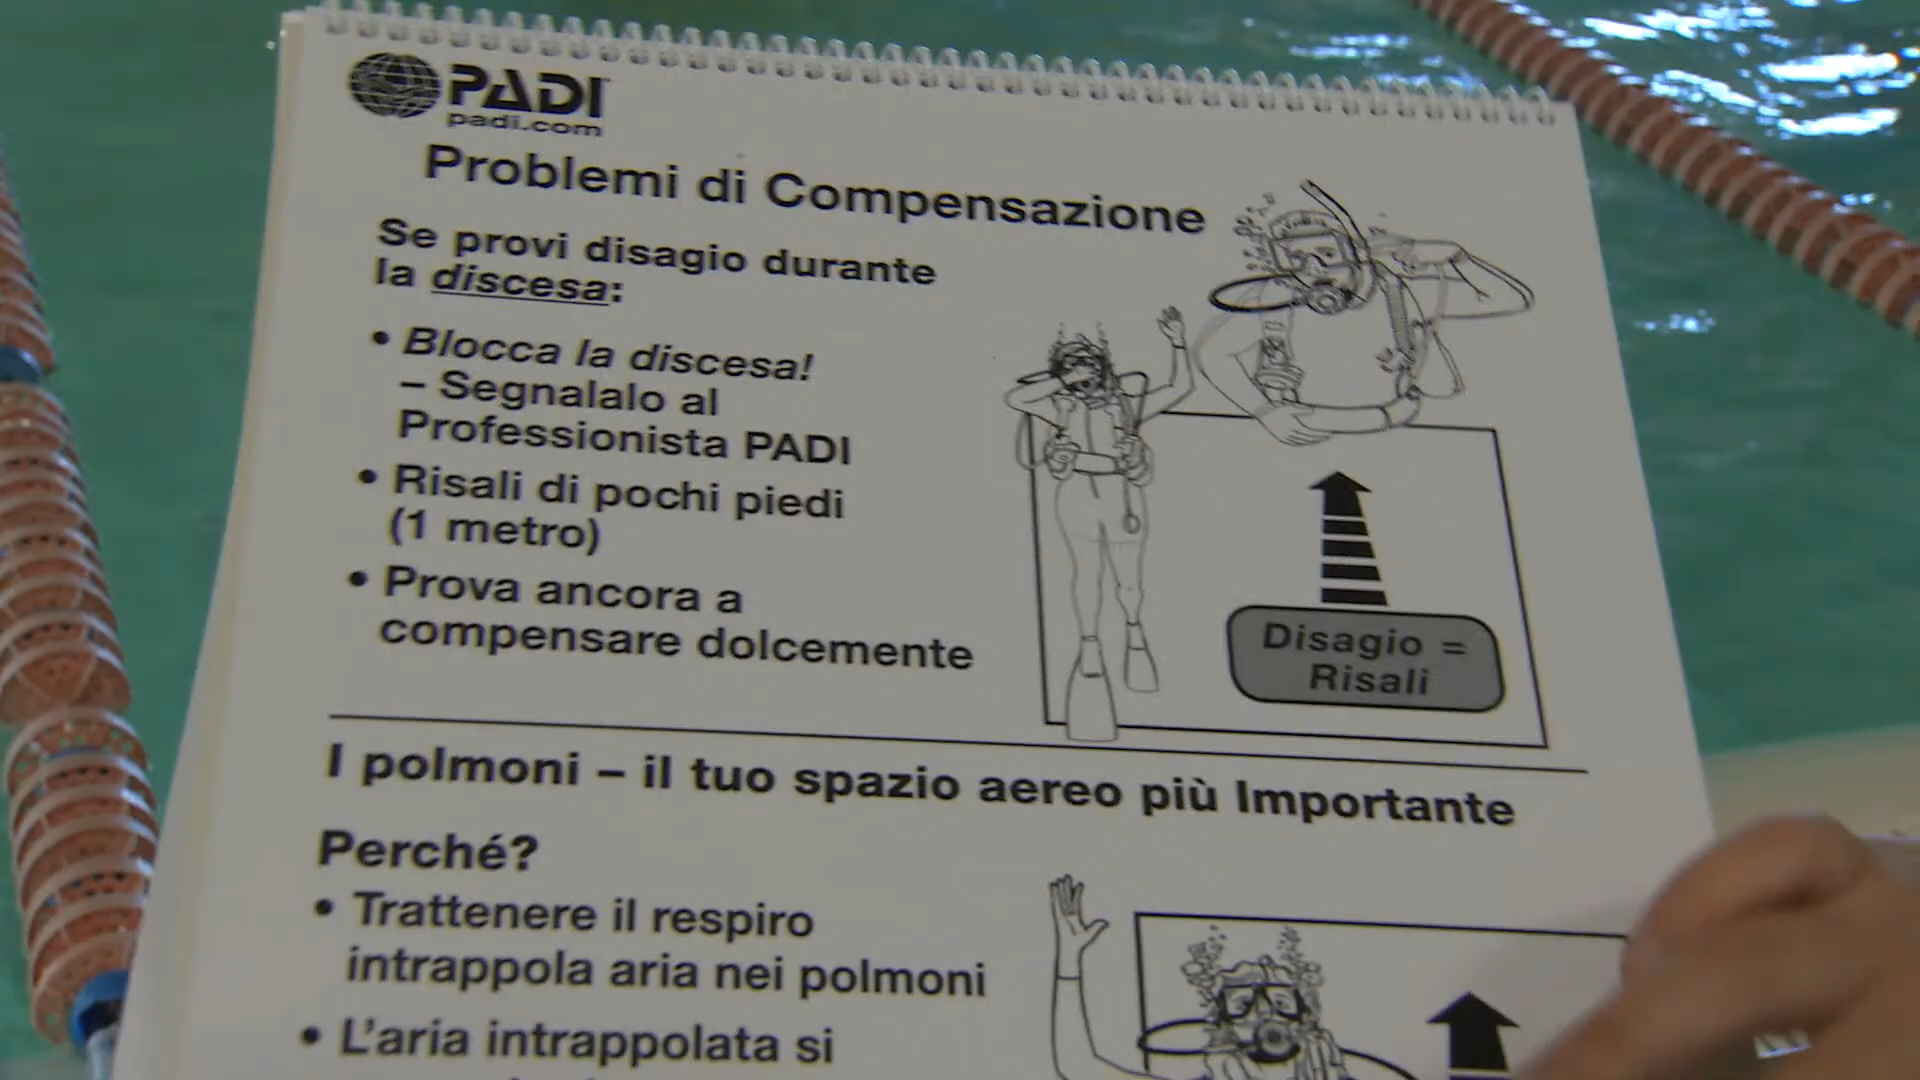 PADI
padi.com
Problemi di Compensazione
Se provi disagio durante
la discesa:
• Blocca la discesa!
– Segnalalo al
Professionista PADI
• Risali di pochi piedi
(1 metro)
• Prova ancora a
compensare dolcemente
Disagio =
Risali
I polmoni – il tuo spazio aereo più Importante
Perché?
• Trattenere il respiro
intrappola aria nei polmoni
• L'aria intrappolata si